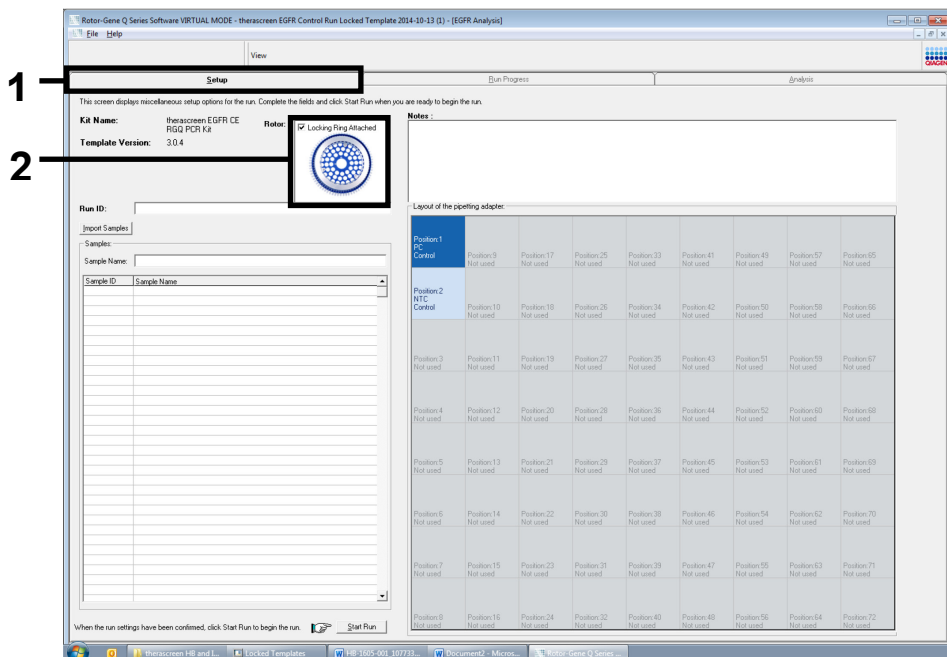 Rotor-Gene Q Series Software VIRTUAL MODE - therascreen EGFR Control Run Locked Template 2014-10-13 (1) - [EGFR Analysis]
File Help
View
QIAGEN
1
Setup
Run Progress
Analysis
This screen displays miscellaneous setup options for the run. Complete the fields and click Start Run when you are ready to begin the run.
Kit Name:
therascreen EGFR CE
RGQ PCR Kit
Template Version:
3.0.4
2
Rotor:
Locking Ring Attached
Notes :
Run ID:
Import Samples
Samples:
Sample Name:
Sample ID Sample Name
Layout of the pipetting adapter.
Position:1
PC
Control
Position:9
Not used
Position:17
Not used
Position:25
Not used
Position:33
Not used
Position:41
Not used
Position:49
Not used
Position:57
Not used
Position:65
Not used
Position:2
NTC
Control
Position:10
Not used
Position:18
Not used
Position:26
Not used
Position:34
Not used
Position:42
Not used
Position:50
Not used
Position:58
Not used
Position:66
Not used
Position:3
Not used
Position:11
Not used
Position:19
Not used
Position:27
Not used
Position:35
Not used
Position:43
Not used
Position:51
Not used
Position:59
Not used
Position:67
Not used
Position:4
Not used
Position:12
Not used
Position:20
Not used
Position:28
Not used
Position:36
Not used
Position:44
Not used
Position:52
Not used
Position:60
Not used
Position:68
Not used
Position:5
Not used
Position:13
Not used
Position:21
Not used
Position:29
Not used
Position:37
Not used
Position:45
Not used
Position:53
Not used
Position:61
Not used
Position:69
Not used
Position:6
Not used
Position:14
Not used
Position:22
Not used
Position:30
Not used
Position:38
Not used
Position:46
Not used
Position:54
Not used
Position:62
Not used
Position:70
Not used
Position:7
Not used
Position:15
Not used
Position:23
Not used
Position:31
Not used
Position:39
Not used
Position:47
Not used
Position:55
Not used
Position:63
Not used
Position:71
Not used
Position:8
Not used
Position:16
Not used
Position:24
Not used
Position:32
Not used
Position:40
Not used
Position:48
Not used
Position:56
Not used
Position:64
Not used
Position:72
Not used
When the run settings have been confirmed, click Start Run to begin the run.
Start Run
therascreen HB and I...
Locked Templates
HB-1605-001_107733...
Document2 - Micros...
Rotor-Gene Q Series ...